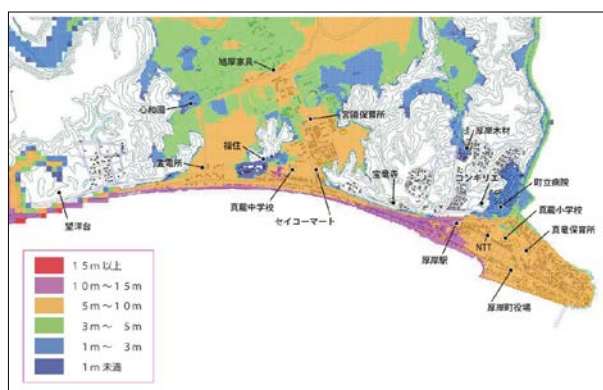 旭厚家具
心和園
宮園保育所
厚岸木材
福住
変電所
宝竜寺
コンキリエ
町立病院
望洋台
真龍中学校
セイコーマート
真龍小学校
真竜保育所
厚岸駅
NTT
厚岸町役場
15m以上
10m～15m
5m～10m
3m～ 5m
1m～ 3m
1m未満